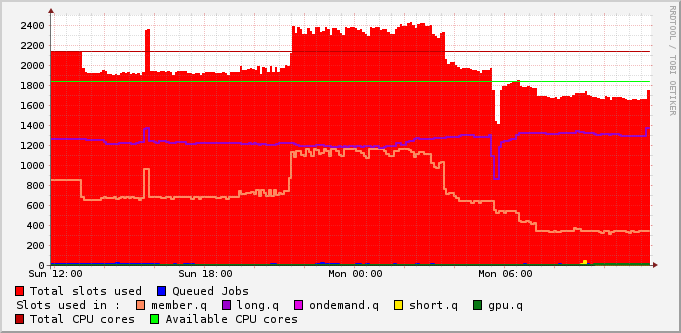 RRDTOOL / TOBI OETIKER
2400
2200
2000
1800
1600
1400
1200
1000
800
600
400
200
0
Sun 12:00 Sun 18:00 Mon 00:00 Mon 06:00
Total slots used Queued Jobs
Slots used in : member.q long.q ondemand.q short.q gpu.q
Total CPU cores Available CPU cores